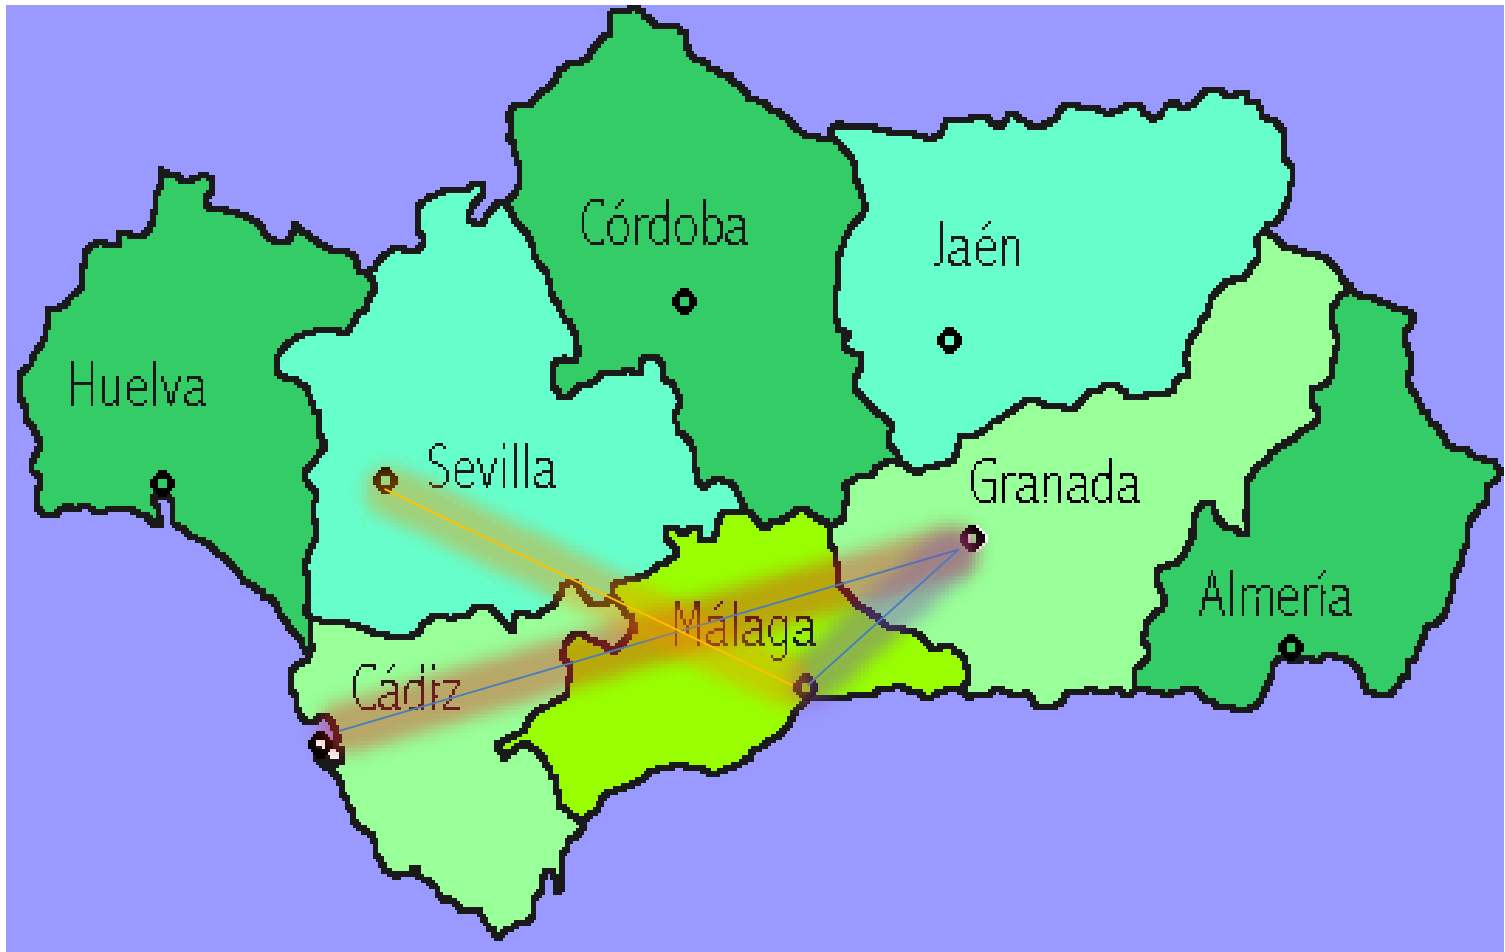 Córdoba
Jaén
Huelva
Sevilla
Granada
Almería
Málaga
Cádiz